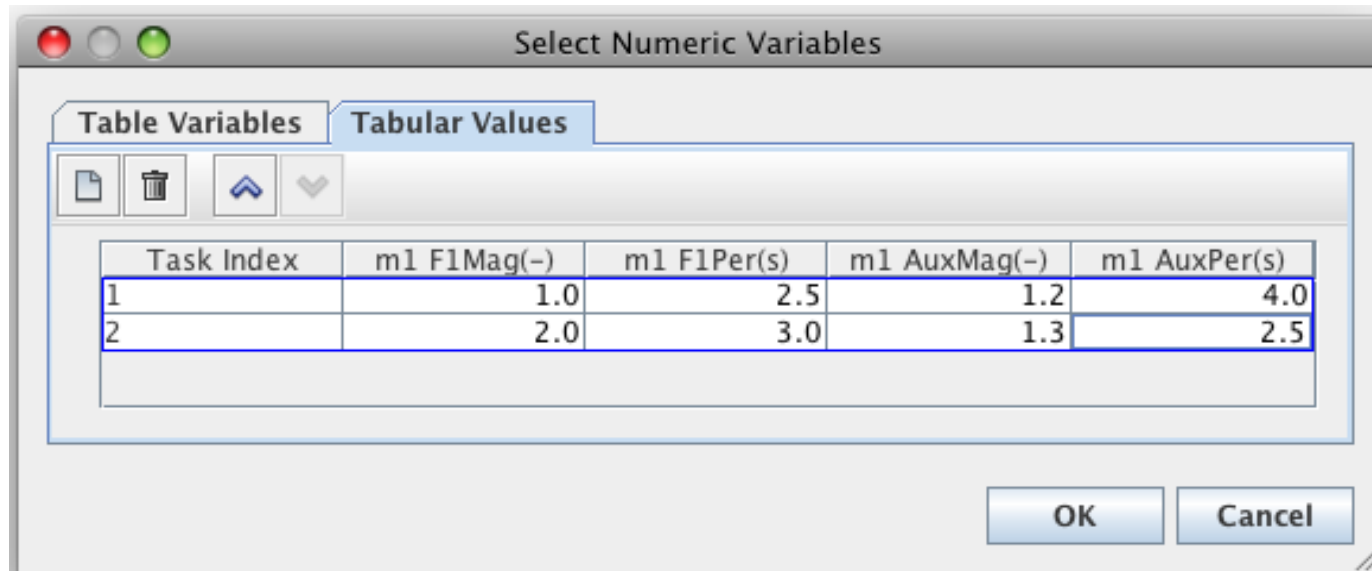 Select Numeric Variables
Table Variables Tabular Values
Task Index m1 F1Mag(-) m1 F1Per(s) m1 AuxMag(-) m1 AuxPer(s)
1 1.0 2.5 1.2 4.0
2 2.0 3.0 1.3 2.5
OK Cancel